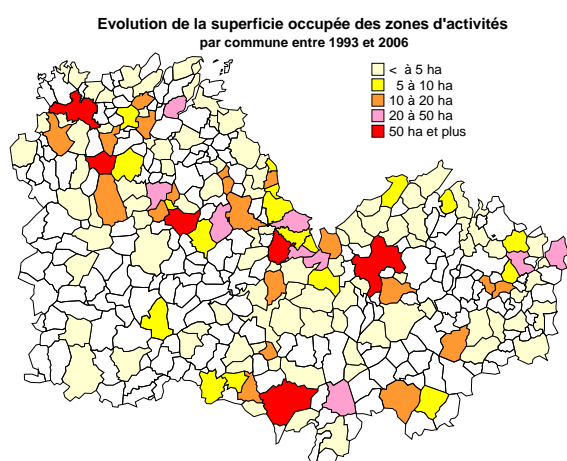 Evolution de la superficie occupée des zones d'activités
par commune entre 1993 et 2006
< à 5 ha
5 à 10 ha
10 à 20 ha
20 à 50 ha
50 ha et plus